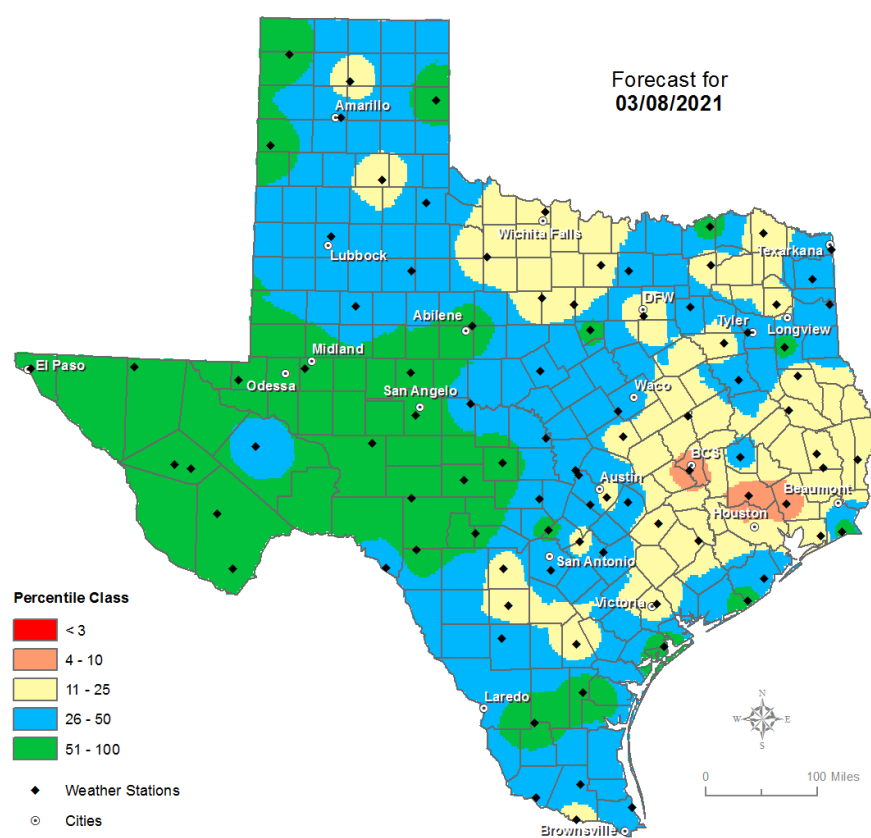 Forecast for
03/08/2021
Amarillo
Wichita Falls
Texarkana
Lubbock
DFW
Abilene
Tyler
Longview
Midland
El Paso
Odessa
San Angelo
Waco
BCS
Austin
Beaumont
Houston
San Antonio
Victoria
Laredo
Brownsville
Percentile Class
< 3
4 - 10
11 - 25
26 - 50
51 - 100
Weather Stations
Cities
N
W E
S
0 100 Miles